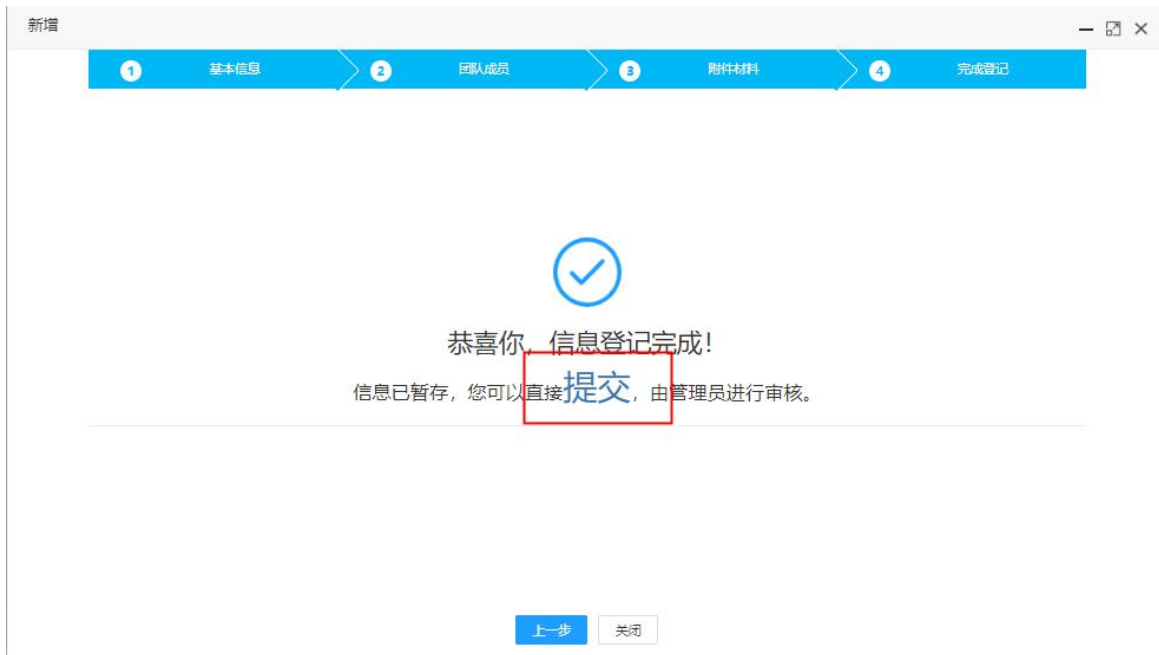 新增
1 基本信息 2 团队成员 3 附件材料 4 完成登记
恭喜你，信息登记完成！
信息已暂存，您可以直接提交，由管理员进行审核。
上一步 关闭